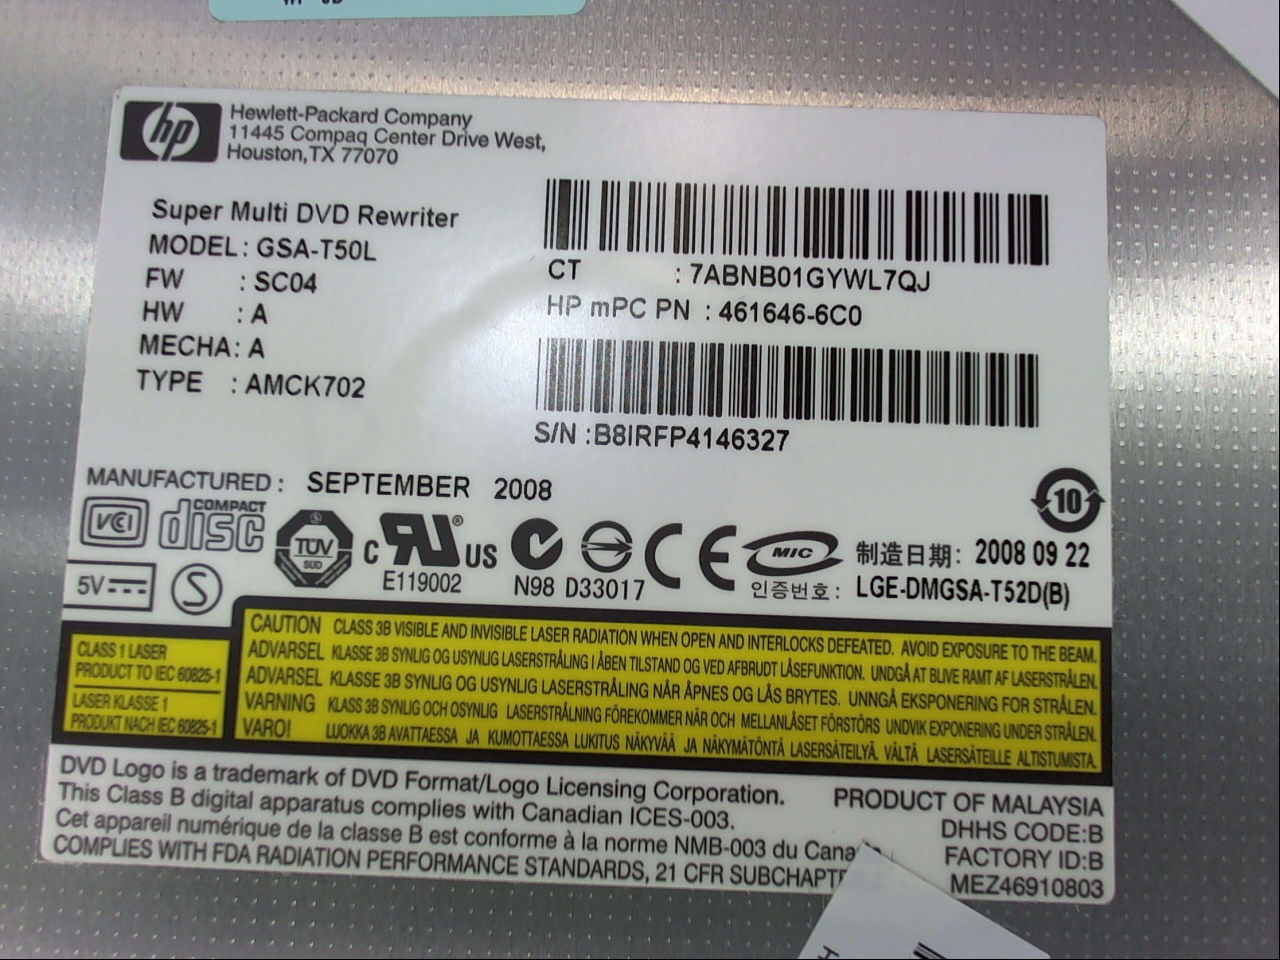 hp
Hewlett-Packard Company
11445 Compaq Center Drive West,
Houston,TX 77070
Super Multi DVD Rewriter
MODEL: GSA-T50L
FW : SC04
HW : A
MECHA: A
TYPE : AMCK702
CT : 7ABNB01GYWL7QJ
HP mPC PN : 461646-6C0
S/N :B8IRFP4146327
MANUFACTURED: SEPTEMBER 2008
10
VCI
COMPACT
disc
TÜV
SÜD
C RU® US
E119002
N98 D33017
CE
MIC
制造日期: 2008 09 22
인증번호: LGE-DMGSA-T52D(B)
5V
S
CLASS 1 LASER
PRODUCT TO IEC 60825-1
LASER KLASSE 1
PRODUKT NACH IEC 60825-1
CAUTION CLASS 3B VISIBLE AND INVISIBLE LASER RADIATION WHEN OPEN AND INTERLOCKS DEFEATED. AVOID EXPOSURE TO THE BEAM.
ADVARSEL KLASSE 3B SYNLIG OG USYNLIG LASERSTRÅLING I ÅBEN TILSTAND OG VED AFBRUDT LÅSEFUNKTION. UNDGÅ AT BLIVE RAMT AF LASERSTRÅLEN.
ADVARSEL KLASSE 3B SYNLIG OG USYNLIG LASERSTRÅLING NÅR ÅPNES OG LÅS BRYTES. UNNGÅ EKSPONERING FOR STRÅLEN.
VARNING KLASS 3B SYNLIG OCH OSYNLIG LASERSTRÅLNING FÖREKOMMER NÄR OCH MELLANLÅSET FÖRSTÖRS UNDVIK EXPONERING UNDER STRÅLEN.
VARO! LUOKKA 3B AVATTAESSA JA KUMOTTAESSA LUKITUS NÄKYVÄÄ JA NÄKYMÄTÖNTÄ LASERSÄTEILYÄ. VÄLTÄ LASERSÄTEILLE ALTISTUMISTA.
DVD Logo is a trademark of DVD Format/Logo Licensing Corporation.
This Class B digital apparatus complies with Canadian ICES-003.
Cet appareil numérique de la classe B est conforme à la norme NMB-003 du
COMPLIES WITH FDA RADIATION PERFORMANCE STANDARDS, 21 CFR
PRODUCT OF MALAYSIA
DHHS CODE:B
FACTORY ID:B
MEZ46910803